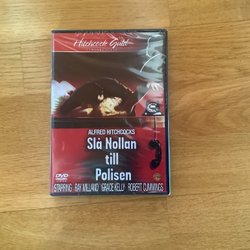 Hitchcock Guld
ALFRED HITCHCOCKS
Slå Nollan
till
Polisen
DVD
STARRING RAY MILLAND GRACE KELLY ROBERT CUMMINGS